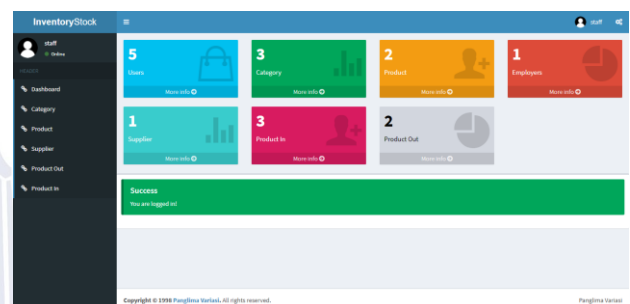 InventoryStock
staff
staff
Online
HEADER
Dashboard
Category
Product
Supplier
Product Out
Product In
5
Users
More info
3
Category
More info
2
Product
More info
1
Employers
More info
1
Supplier
More info
3
Product In
More info
2
Product Out
More info
Success
You are logged in!
Copyright © 1998 Panglima Variasi. All rights reserved.
Panglima Variasi